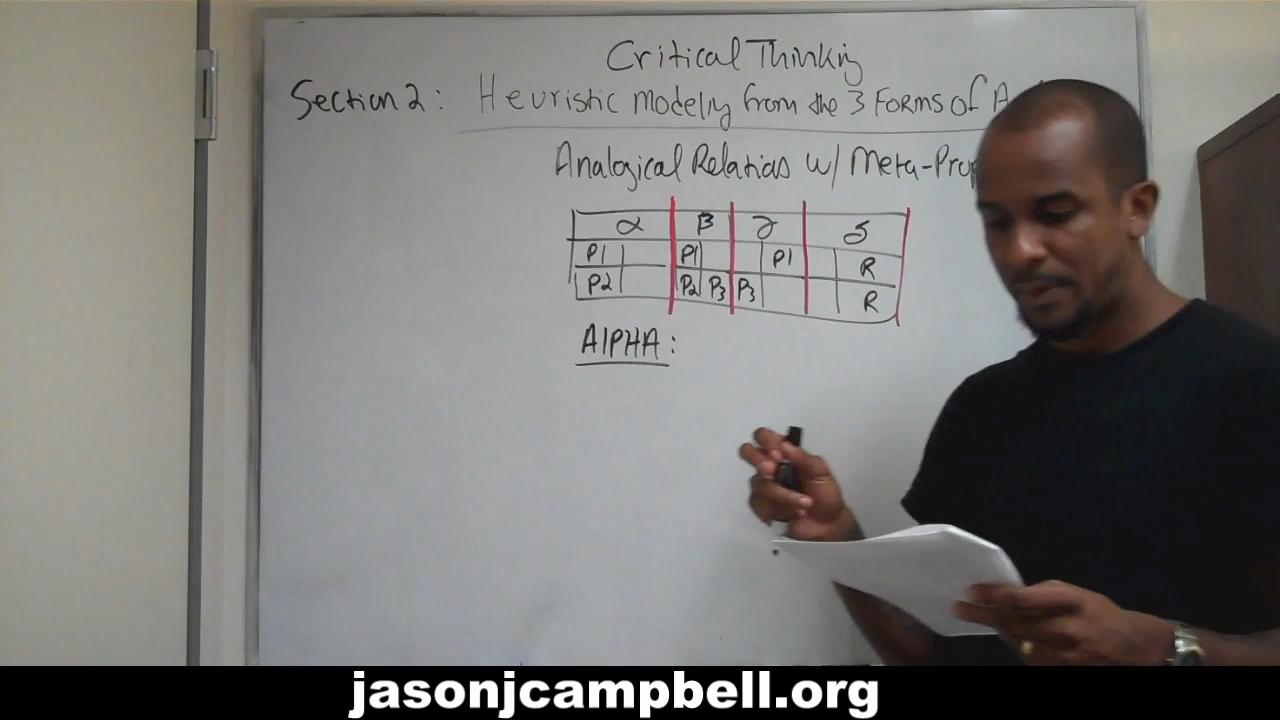 Critical Thinking
Section 2: Heuristic Modeling from the 3 Forms of A
Analogical Relations w/ Meta-Prop
α β γ δ
P1 P1 P1 R
P2 P2 P3 P3 R
AlPHA:
jasonjcampbell.org